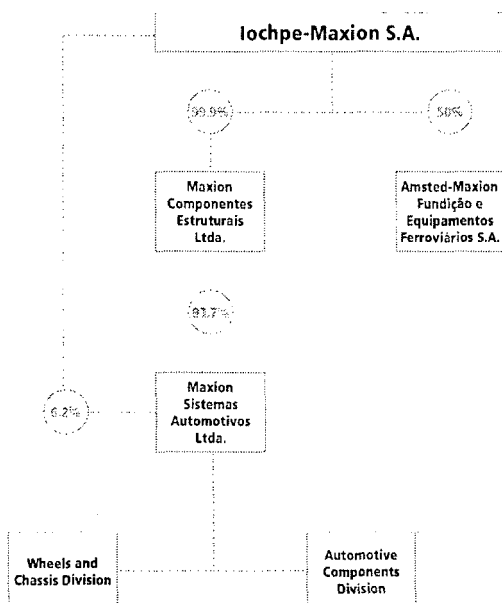 Iochpe-Maxion S.A.
99.9%
50%
Maxion
Componentes
Estruturais
Ltda.
Amsted-Maxion
Fundição e
Equipamentos
Ferroviários S.A.
6.2%
Maxion
Sistemas
Automotivos
Ltda.
Wheels and
Chassis Division
Automotive
Components
Division